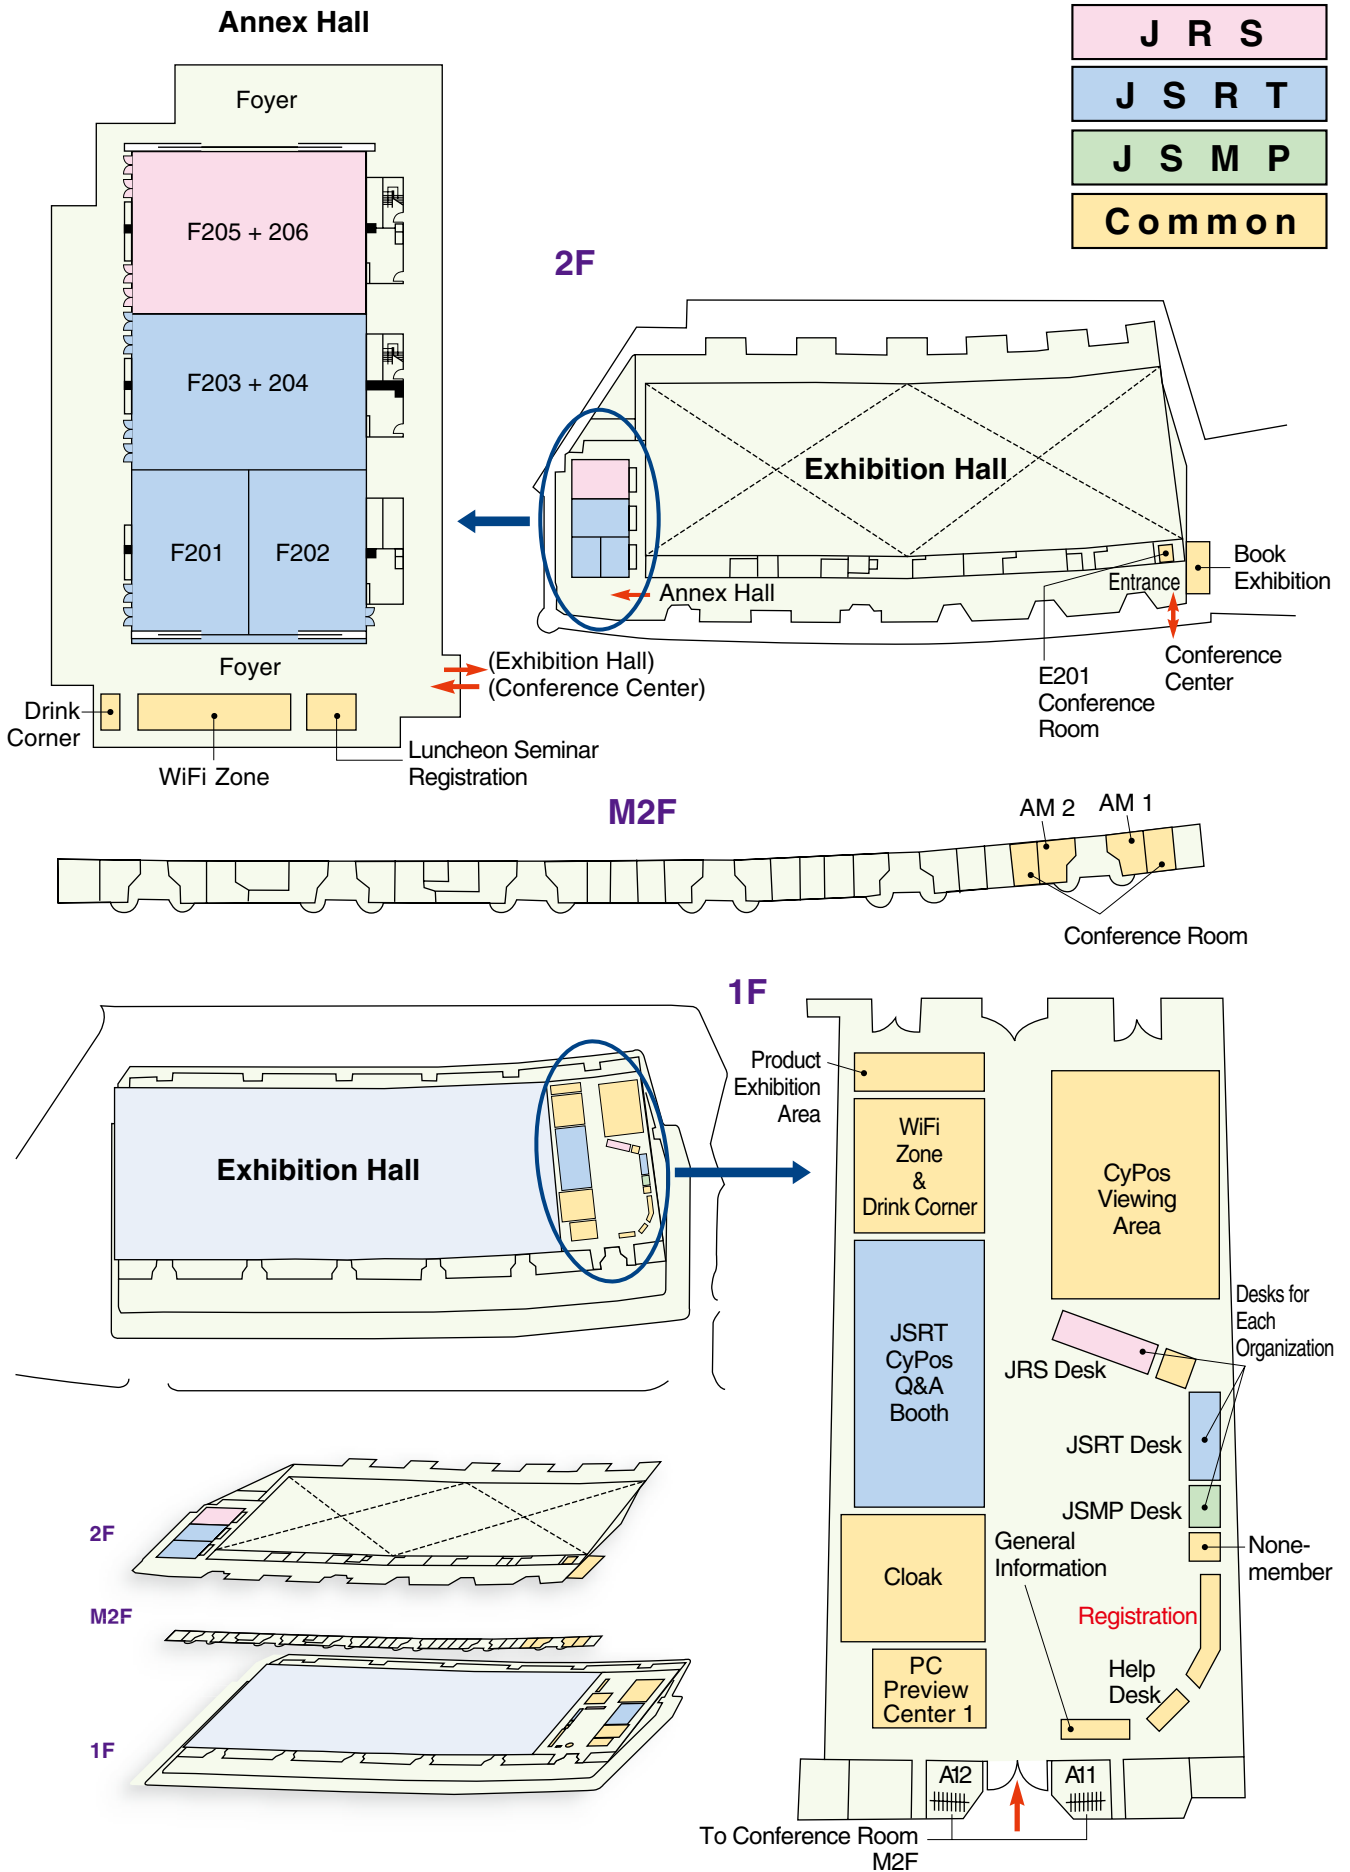 Annex Hall
J R S
J S R T
J S M P
Common
Foyer
F205 + 206
F203 + 204
F201
F202
Foyer
(Exhibition Hall)
(Conference Center)
Drink
Corner
WiFi Zone
Luncheon Seminar
Registration
2F
Exhibition Hall
Annex Hall
Entrance
Book
Exhibition
E201
Conference
Room
Conference
Center
M2F
AM 2
AM 1
Conference Room
1F
Exhibition Hall
Product
Exhibition
Area
WiFi
Zone
&
Drink Corner
CyPos
Viewing
Area
JSRT
CyPos
Q&A
Booth
Desks for
Each
Organization
JRS Desk
JSRT Desk
JSMP Desk
General
Information
None-
member
Cloak
Registration
PC
Preview
Center 1
Help
Desk
A12
A11
To Conference Room
M2F
2F
M2F
1F